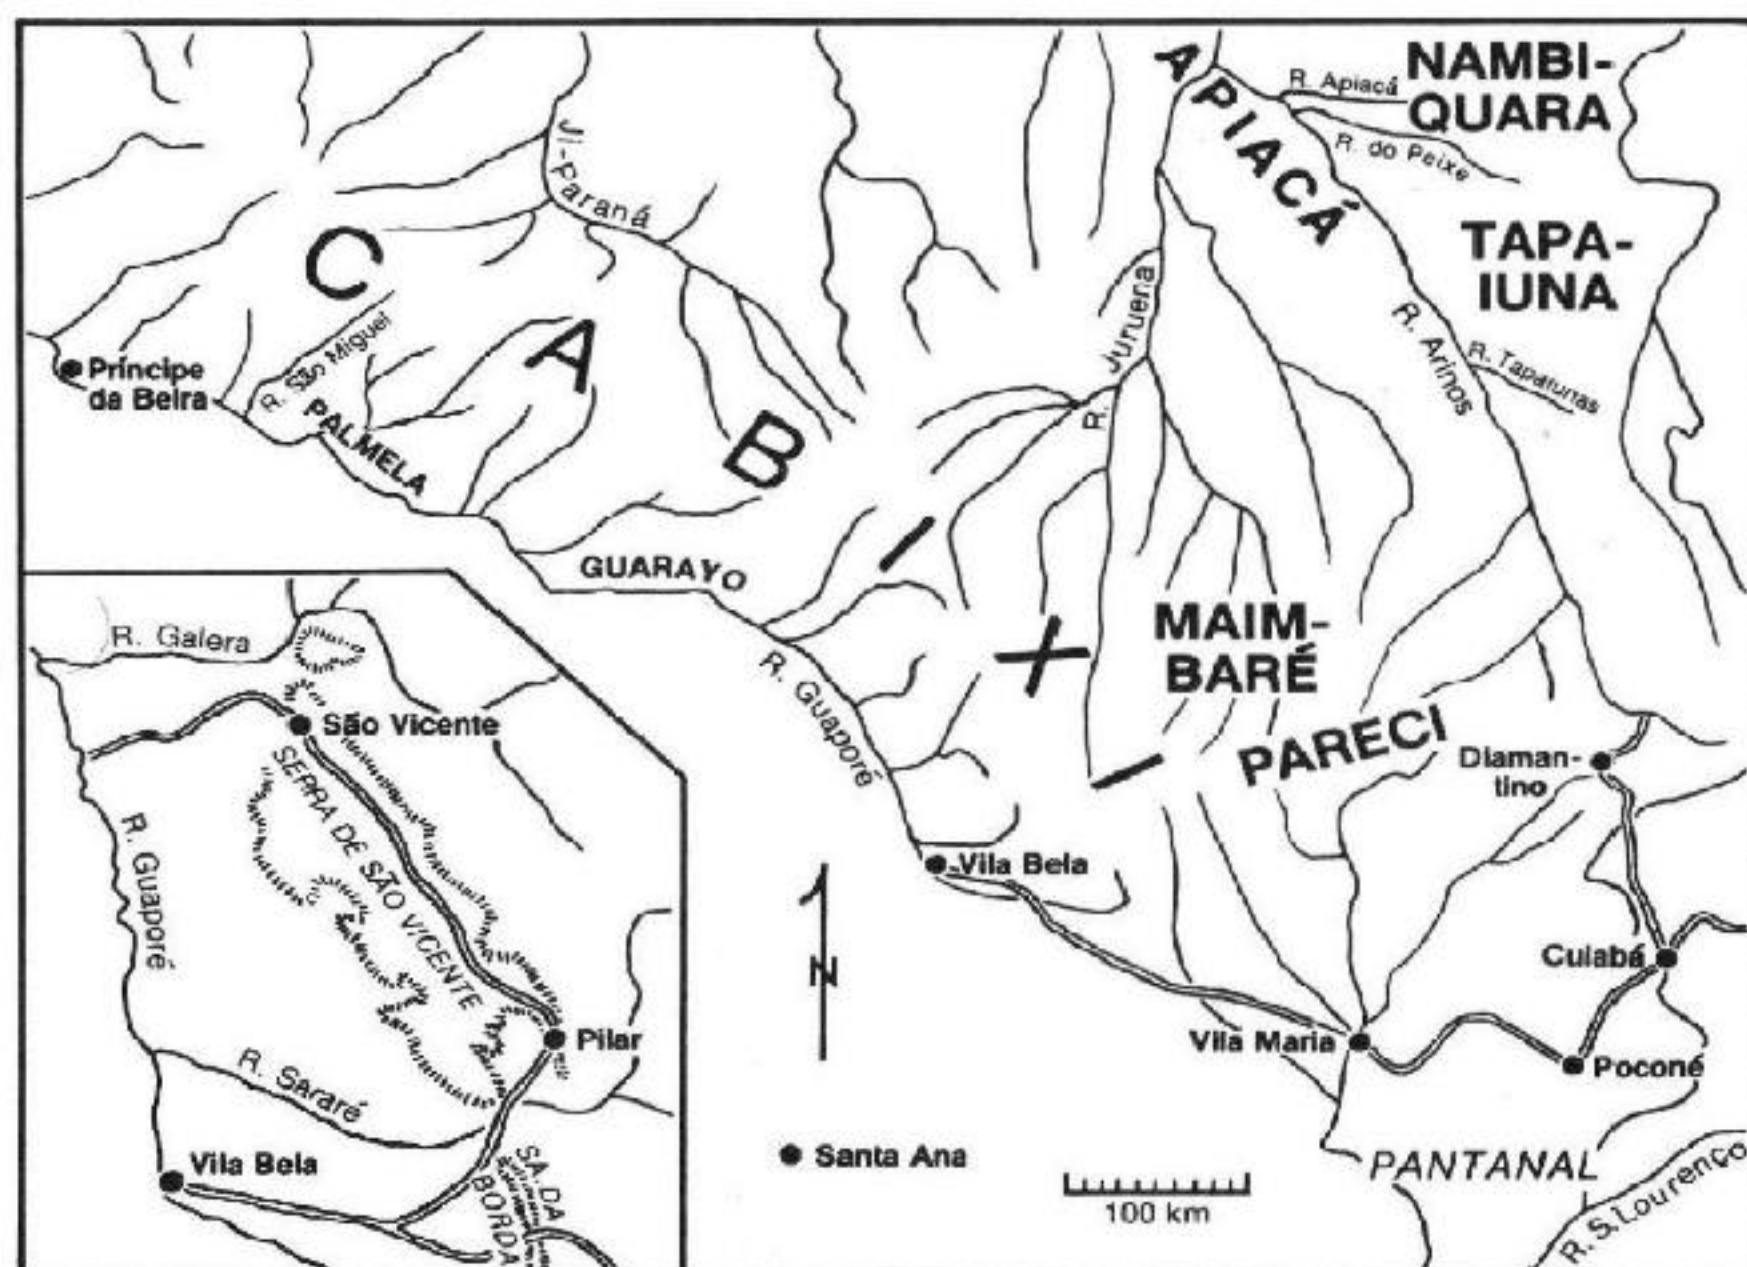 NAMBI-
QUARA
R. Apiacá
APIACÁ
R. do Peixe
Ji-Paraná
TAPA-
IUNA
C
A
B
I
X
I
Juruena
R.
R. Arinos
R. Tapaiunas
R. São Miguel
Príncipe
da Beira
PALMELA
GUARAYO
R. Guaporé
MAIM-
BARÉ
PARECI
Diaman-
tino
Vila Bela
Cuiabá
Vila Maria
Poconé
N
Santa Ana
100 km
PANTANAL
R. S. Lourenço
R. Galera
São Vicente
SERRA DE SÃO VICENTE
R. Guaporé
Pilar
R. Sararé
Vila Bela
SA. DA
BORDA